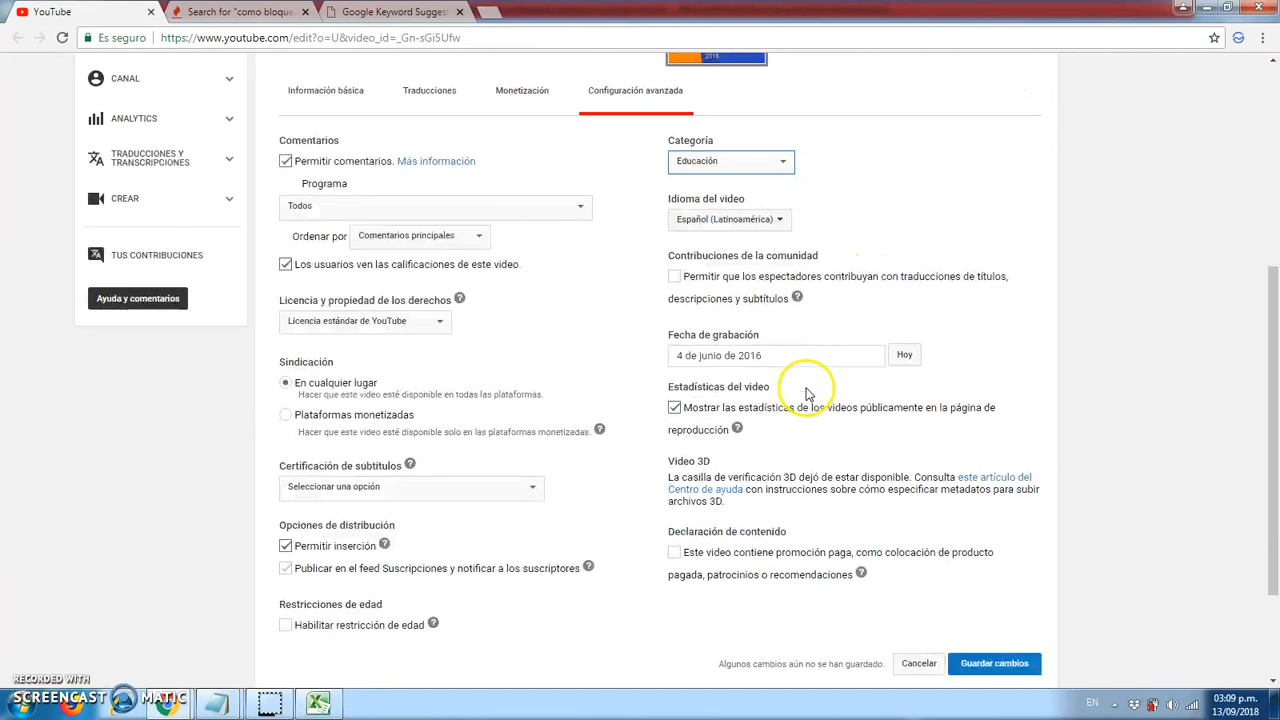 YouTube
Search for "como bloque
Google Keyword Suggest
Es seguro
https://www.youtube.com/edit?o=U&video_id=_Gn-sGi5Ufw
2018
CANAL
ANALYTICS
TRADUCCIONES Y
TRANSCRIPCIONES
CREAR
TUS CONTRIBUCIONES
Ayuda y comentarios
Información básica
Traducciones
Monetización
Configuración avanzada
Comentarios
Permitir comentarios. Más información
Programa
Todos
Ordenar por
Comentarios principales
Los usuarios ven las calificaciones de este video.
Licencia y propiedad de los derechos
Licencia estándar de YouTube
Sindicación
En cualquier lugar
Hacer que este video esté disponible en todas las plataformas.
Plataformas monetizadas
Hacer que este video esté disponible solo en las plataformas monetizadas.
Certificación de subtítulos
Seleccionar una opción
Opciones de distribución
Permitir inserción
Publicar en el feed Suscripciones y notificar a los suscriptores
Restricciones de edad
Habilitar restricción de edad
Categoría
Educación
Idioma del video
Español (Latinoamérica)
Contribuciones de la comunidad
Permitir que los espectadores contribuyan con traducciones de títulos,
descripciones y subtítulos
Fecha de grabación
4 de junio de 2016
Hoy
Estadísticas del video
Mostrar las estadísticas de los videos públicamente en la página de
reproducción
Video 3D
La casilla de verificación 3D dejó de estar disponible. Consulta este artículo del
Centro de ayuda con instrucciones sobre cómo especificar metadatos para subir
archivos 3D.
Declaración de contenido
Este video contiene promoción paga, como colocación de producto
pagada, patrocinios o recomendaciones
Algunos cambios aún no se han guardado.
Cancelar
Guardar cambios
RECORDED WITH
SCREENCAST MATIC
EN
03:09 p.m.
13/09/2018